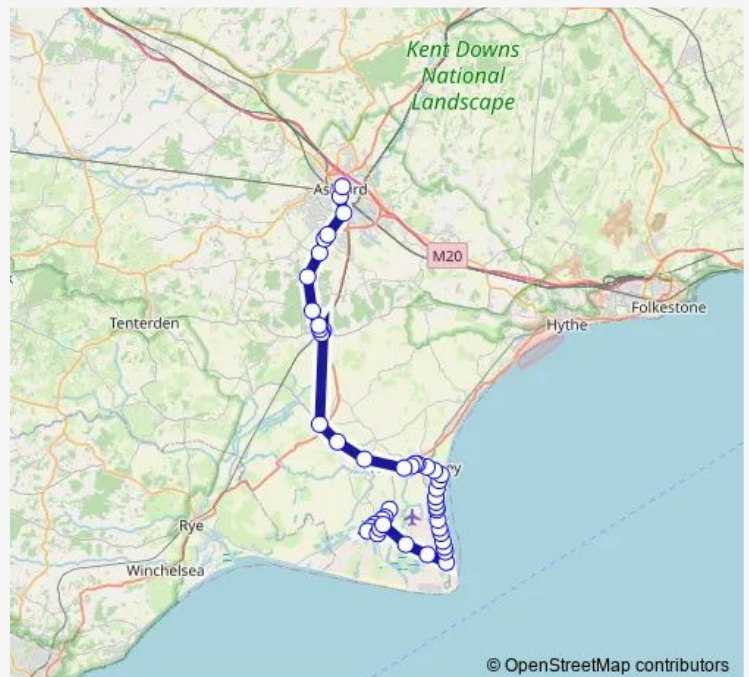 Kent Downs
National
Landscape
M20
Tenterden
Folkestone
Hythe
Rye
Winchelsea
© OpenStreetMap contributors